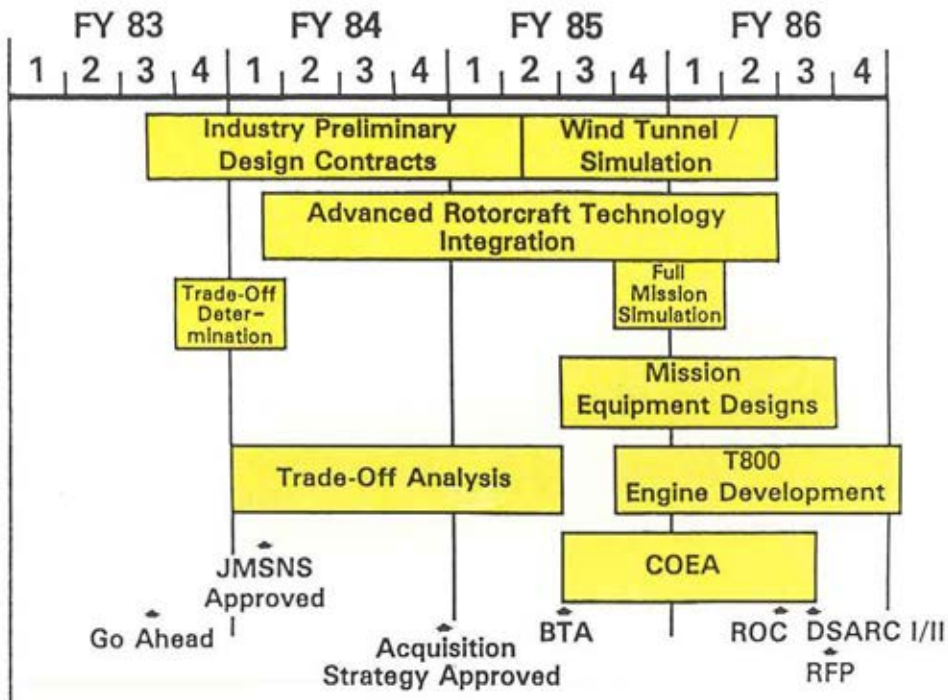 FY 83 FY 84 FY 85 FY 86
1 2 3 4 1 2 3 4 1 2 3 4 1 2 3 4
Industry Preliminary
Design Contracts
Wind Tunnel /
Simulation
Advanced Rotorcraft Technology
Integration
Trade-Off
Deter-
mination
Full
Mission
Simulation
Mission
Equipment Designs
Trade-Off Analysis
T800
Engine Development
COEA
JMSNS
Approved
Go Ahead
Acquisition
Strategy Approved
BTA
ROC
DSARC I/II
RFP